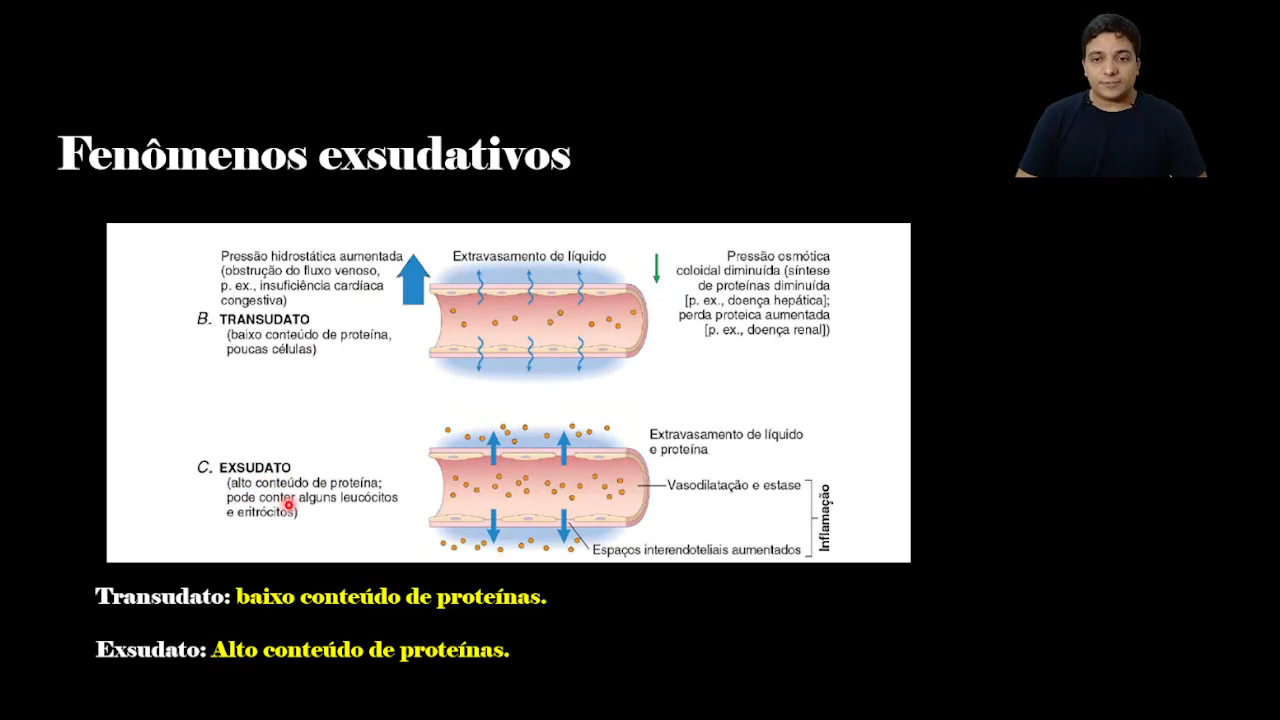 Fenômenos exsudativos
Pressão hidrostática aumentada
(obstrução do fluxo venoso,
p. ex., insuficiência cardíaca
congestiva)
B. TRANSUDATO
(baixo conteúdo de proteína,
poucas células)
Extravasamento de líquido
Pressão osmótica
coloidal diminuída (síntese
de proteínas diminuída
[p. ex., doença hepática];
perda proteica aumentada
[p. ex., doença renal])
C. EXSUDATO
(alto conteúdo de proteína;
pode conter alguns leucócitos
e eritrócitos)
Extravasamento de líquido
e proteína
Vasodilatação e estase
Espaços interendoteliais aumentados
Inflamação
Transudato: baixo conteúdo de proteínas.
Exsudato: Alto conteúdo de proteínas.